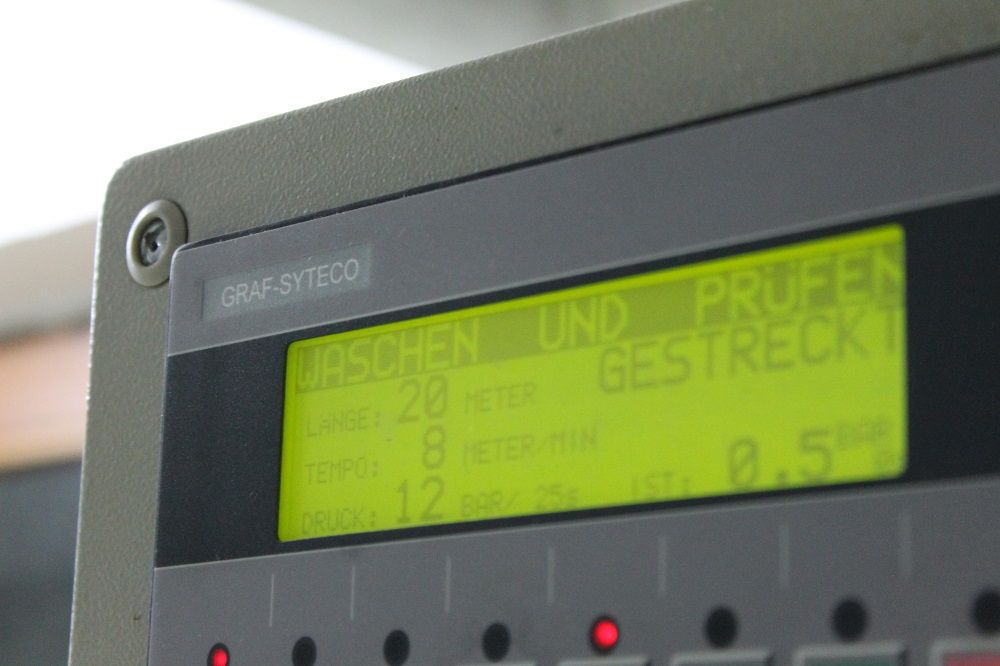 GRAF-SYTECO
WASCHEN UND PRÜFEN
GESTRECKT
LÄNGE: 20 METER
TEMPO: 8 METER/MIN
DRUCK: 12 BAR/ 25s IST: 0.5 BAR